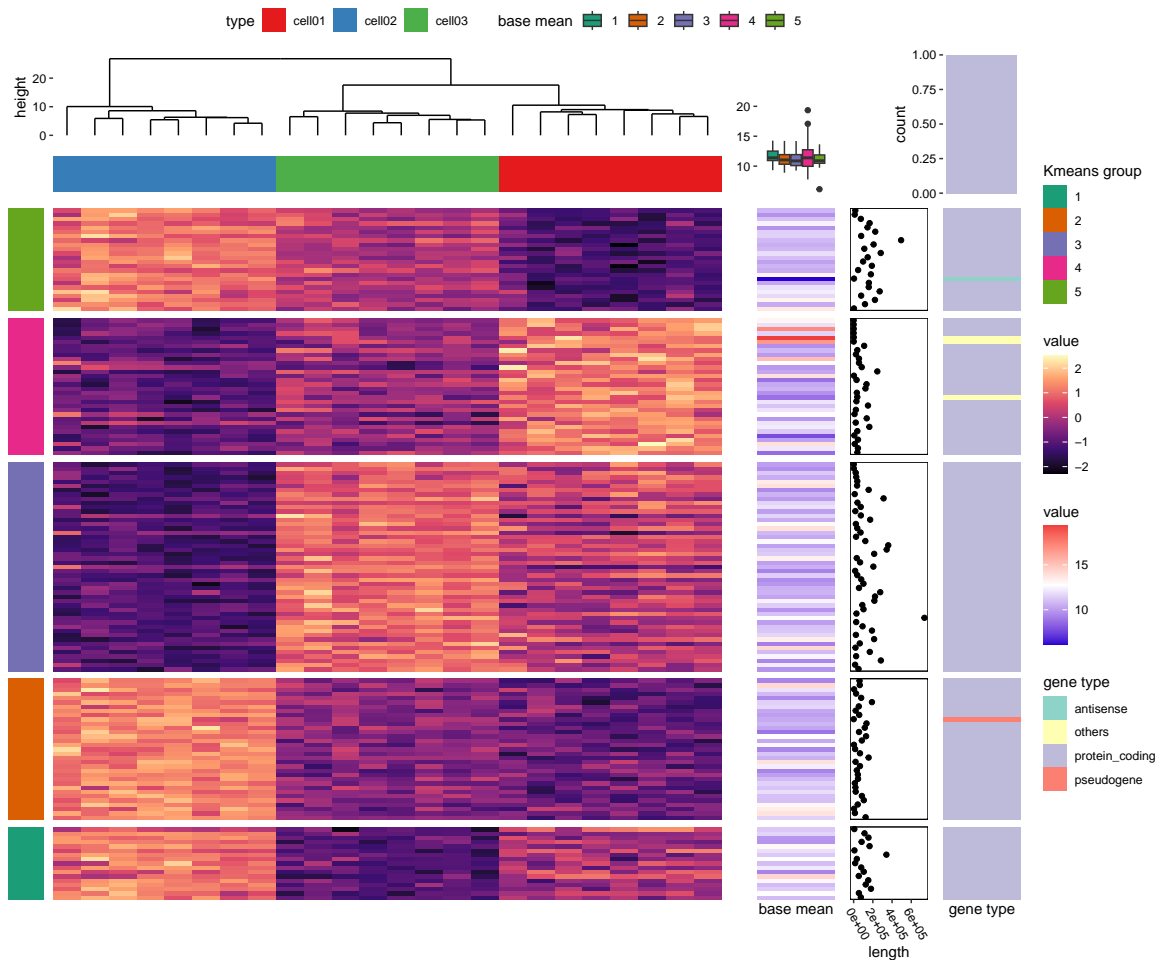 type cell01 cell02 cell03 base mean 1 2 3 4 5
height
20
10
0
20
15
10
count
1.00
0.75
0.50
0.25
0.00
Kmeans group
1
2
3
4
5
value
2
1
0
−1
−2
value
15
10
gene type
antisense
others
protein_coding
pseudogene
base mean
0e+00
2e+05
4e+05
6e+05
length
gene type